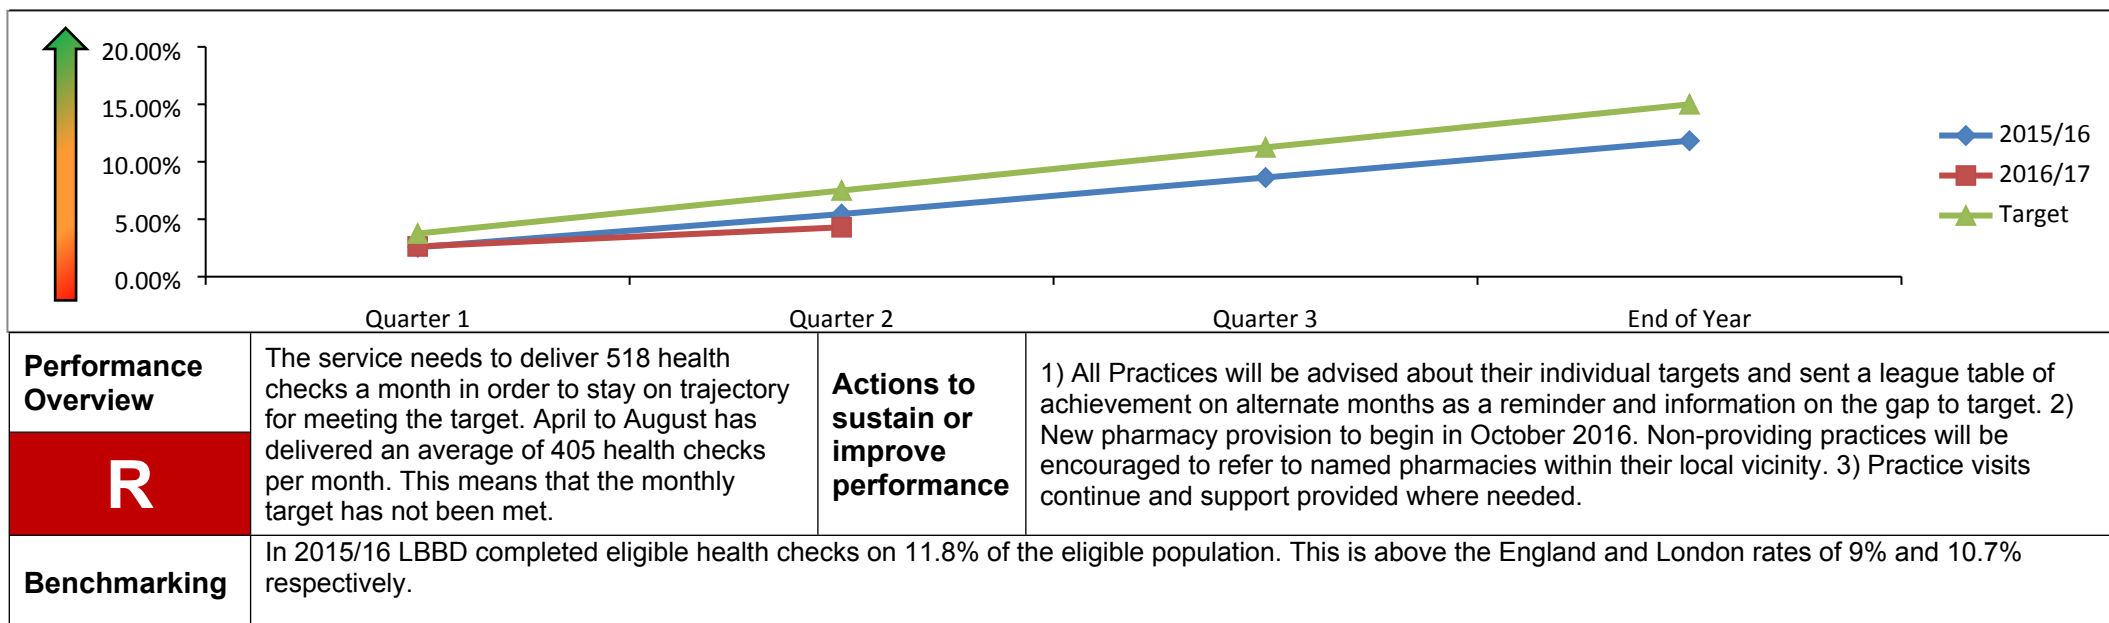 20.00%
15.00%
10.00%
5.00%
0.00%
Quarter 1
Quarter 2
Quarter 3
End of Year
2015/16
2016/17
Target
Performance
Overview
R
The service needs to deliver 518 health
checks a month in order to stay on trajectory
for meeting the target. April to August has
delivered an average of 405 health checks
per month. This means that the monthly
target has not been met.
Actions to
sustain or
improve
performance
1) All Practices will be advised about their individual targets and sent a league table of
achievement on alternate months as a reminder and information on the gap to target. 2)
New pharmacy provision to begin in October 2016. Non-providing practices will be
encouraged to refer to named pharmacies within their local vicinity. 3) Practice visits
continue and support provided where needed.
Benchmarking
In 2015/16 LBBD completed eligible health checks on 11.8% of the eligible population. This is above the England and London rates of 9% and 10.7%
respectively.